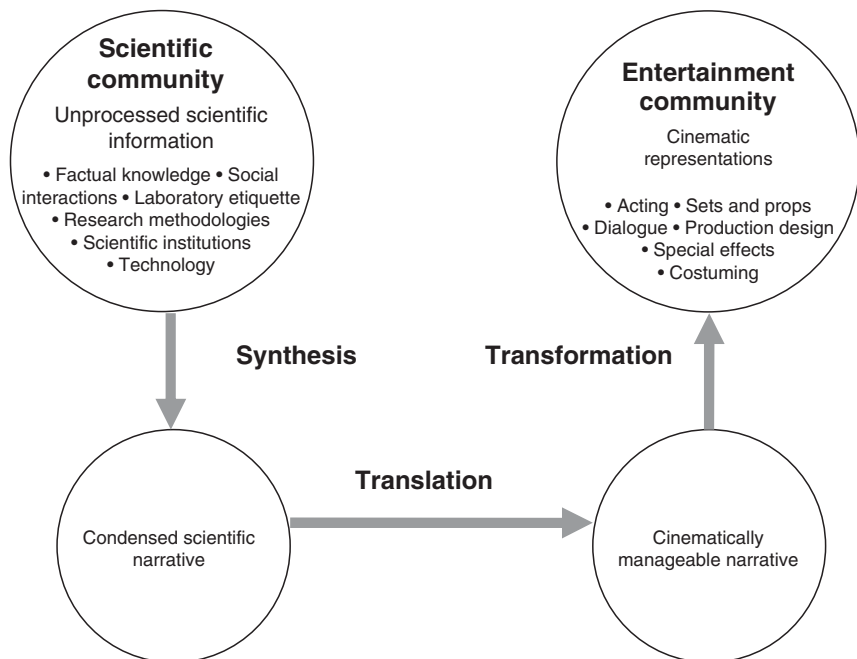 Scientific
community
Unprocessed scientific
information
• Factual knowledge • Social
interactions • Laboratory etiquette
• Research methodologies
• Scientific institutions
• Technology
Entertainment
community
Cinematic
representations
• Acting • Sets and props
• Dialogue • Production design
• Special effects
• Costuming
Synthesis
Transformation
Translation
Condensed scientific
narrative
Cinematically
manageable narrative